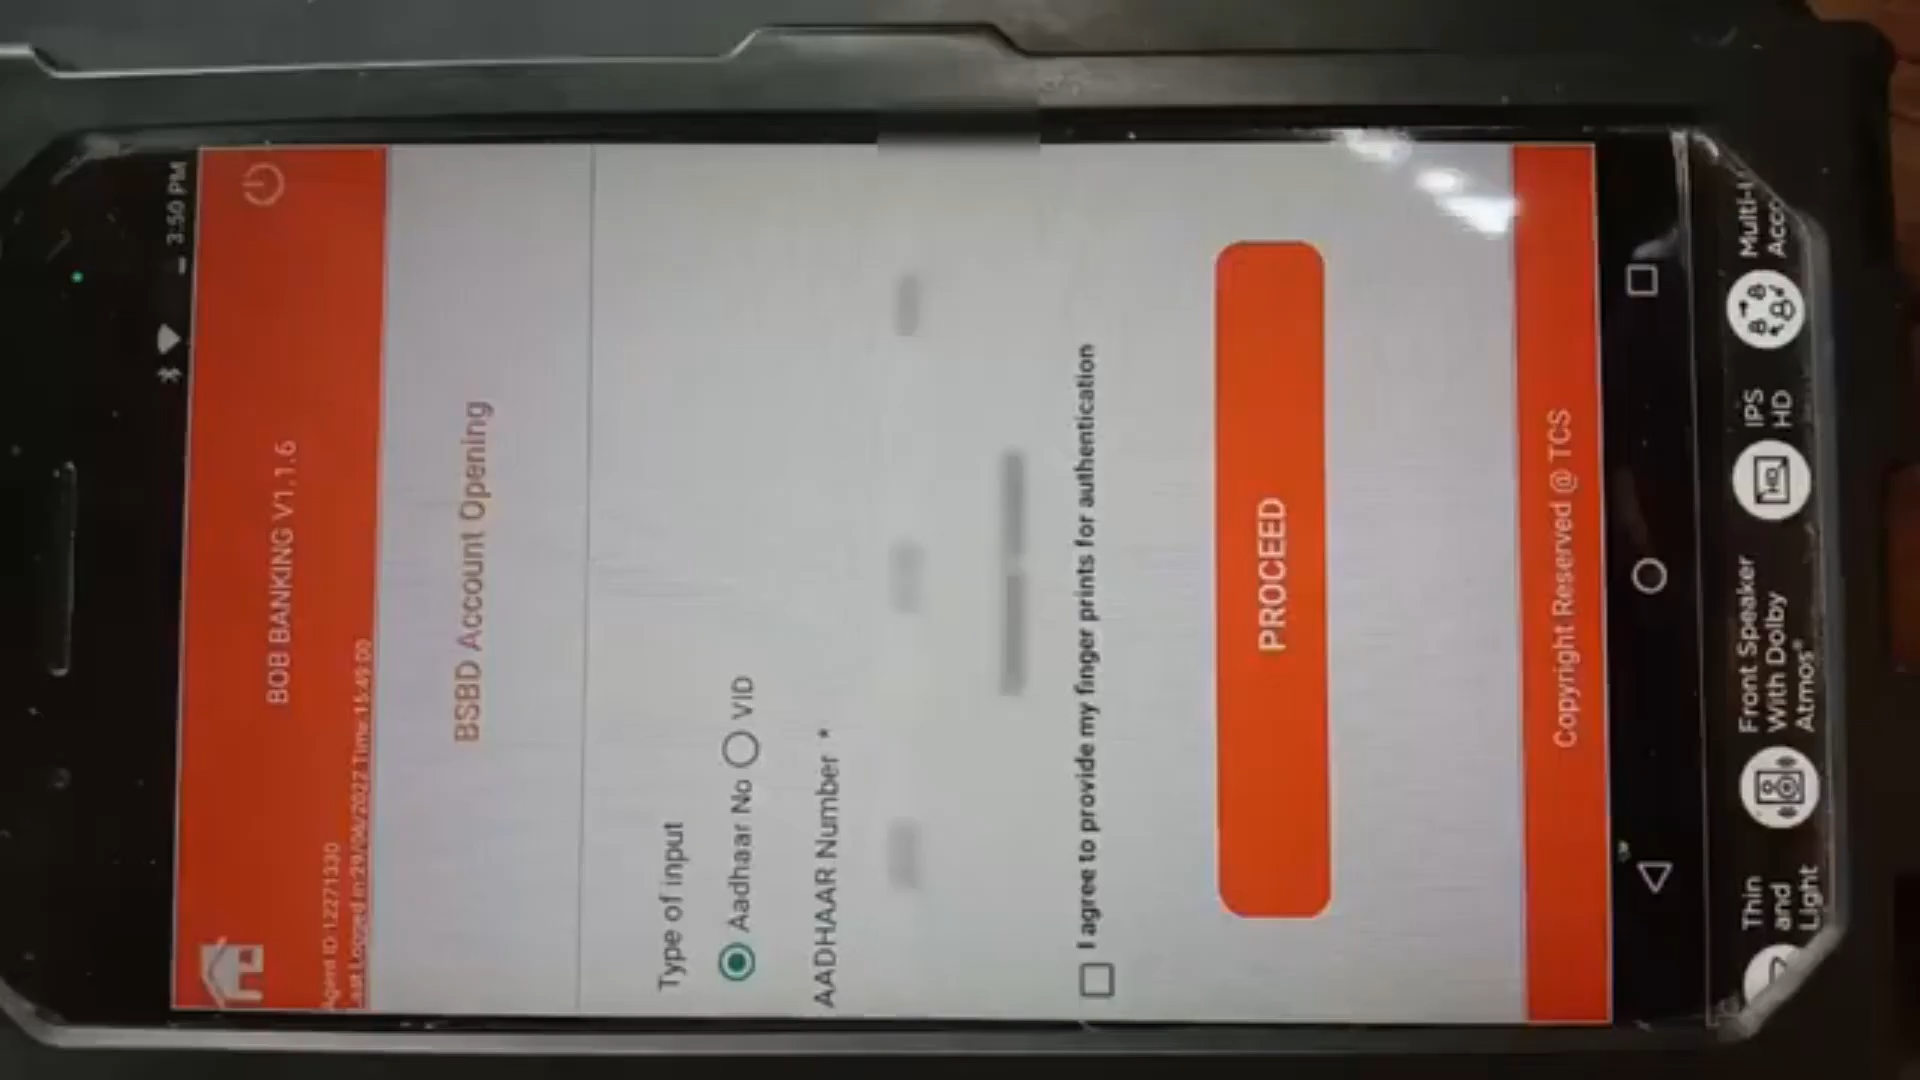 3:50 PM
BOB BANKING V1.1.6
Agent ID:12271330
Last Logged in:29/06/2022 Time:15:49:00
BSBD Account Opening
Type of input
Aadhaar No
VID
AADHAAR Number *
I agree to provide my finger prints for authentication
PROCEED
Copyright Reserved @ TCS
Thin and Light
Front Speaker With Dolby Atmos®
IPS HD